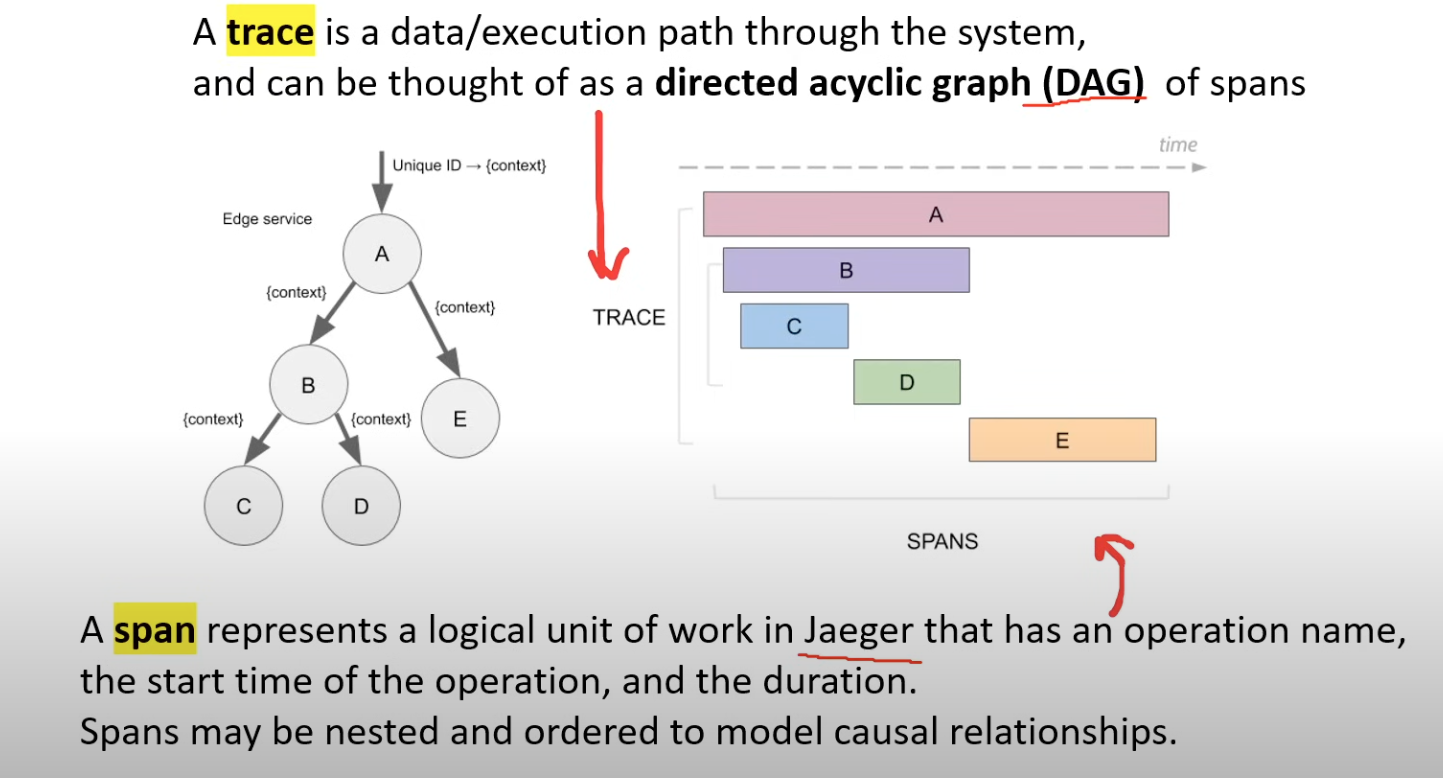 A trace is a data/execution path through the system,
and can be thought of as a directed acyclic graph (DAG) of spans
time
Unique ID → {context}
Edge service
A
{context}
{context}
B
E
{context}
{context}
C
D
TRACE
A
B
C
D
E
SPANS
A span represents a logical unit of work in Jaeger that has an operation name,
the start time of the operation, and the duration.
Spans may be nested and ordered to model causal relationships.